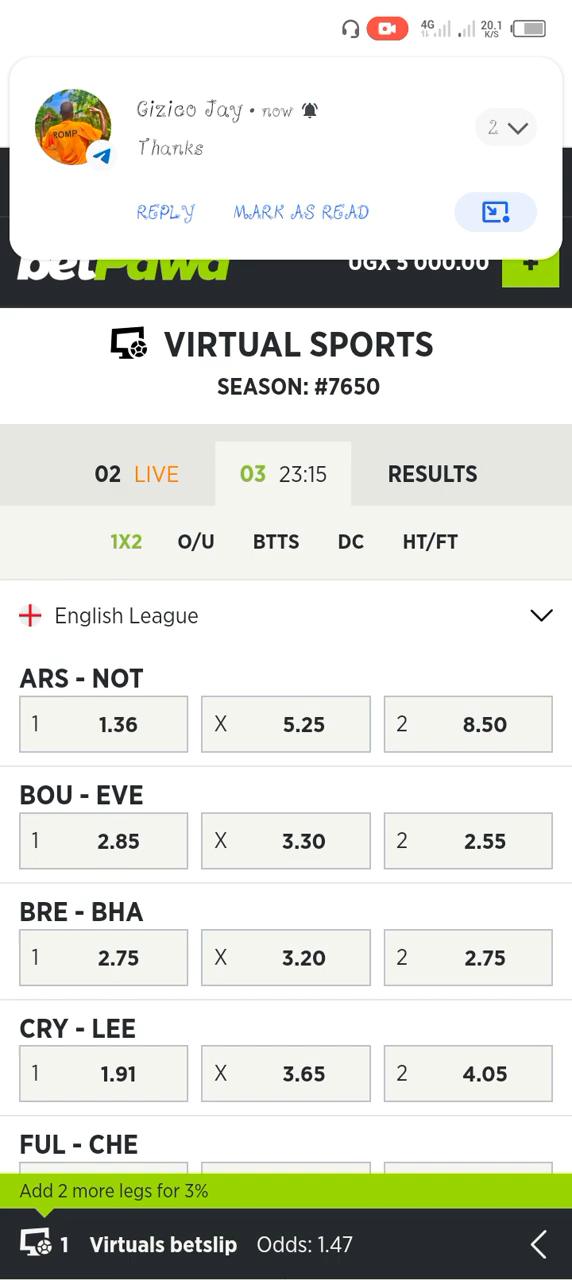 4G 20.1 K/S
Gizico Jay • now
Thanks
2
REPLY MARK AS READ
betPawa UGX 5 000.00 +
VIRTUAL SPORTS
SEASON: #7650
02 LIVE 03 23:15 RESULTS
1X2 O/U BTTS DC HT/FT
English League
ARS - NOT
1 1.36 X 5.25 2 8.50
BOU - EVE
1 2.85 X 3.30 2 2.55
BRE - BHA
1 2.75 X 3.20 2 2.75
CRY - LEE
1 1.91 X 3.65 2 4.05
FUL - CHE
Add 2 more legs for 3%
1 Virtuals betslip Odds: 1.47